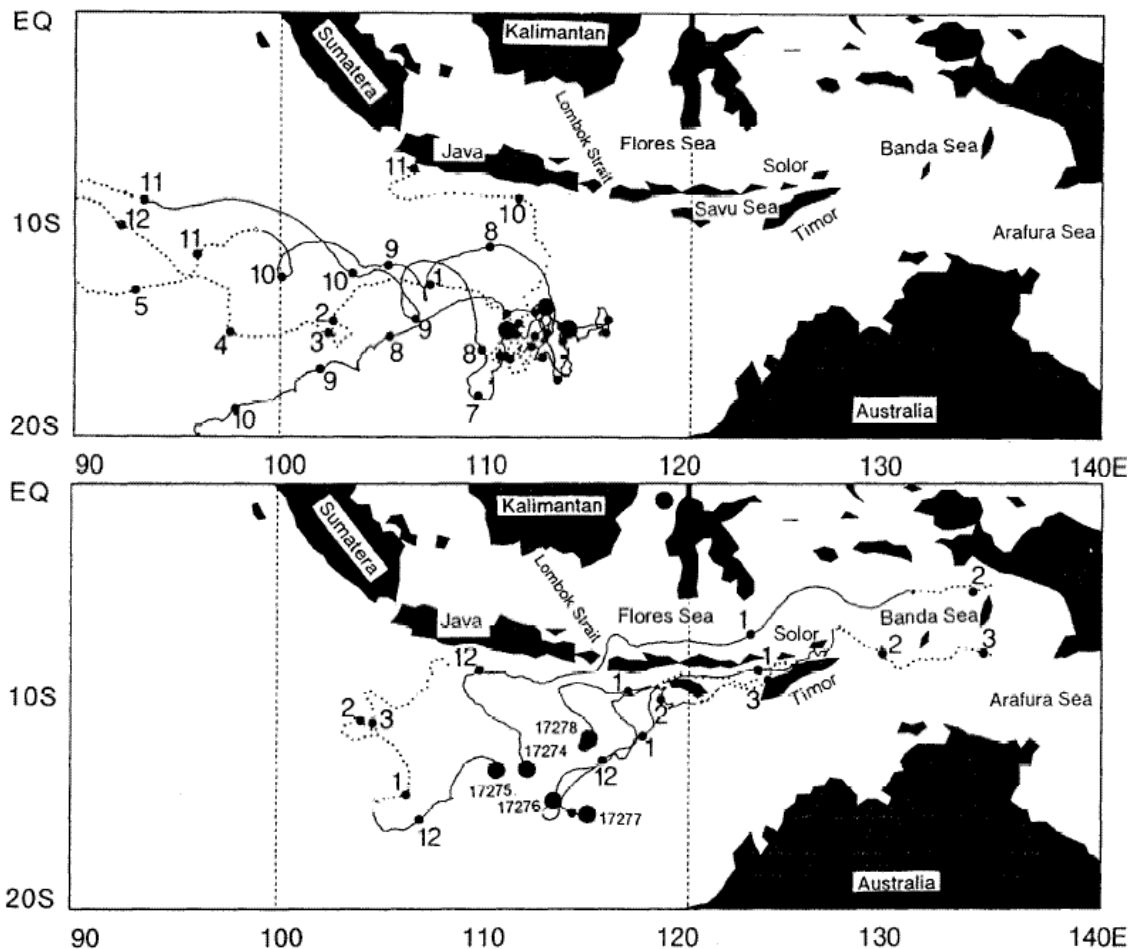 EQ
Kalimantan
Sumatera
Lombok Strait
Flores Sea
Banda Sea
Java
Solor
11
11
10
Savu Sea
10S
12
Timor
Arafura Sea
11
9
8
10
10
1
5
2
9
4
3
8
8
9
7
10
Australia
20S
90
100
110
120
130
140E
EQ
Kalimantan
Sumatera
Lombok Strait
2
Flores Sea
1
Banda Sea
Java
Solor
12
1
2
3
1
3
Timor
10S
2
Arafura Sea
2
3
17278
1
17274
12
1
17275
17276
17277
12
Australia
20S
90
100
110
120
130
140E